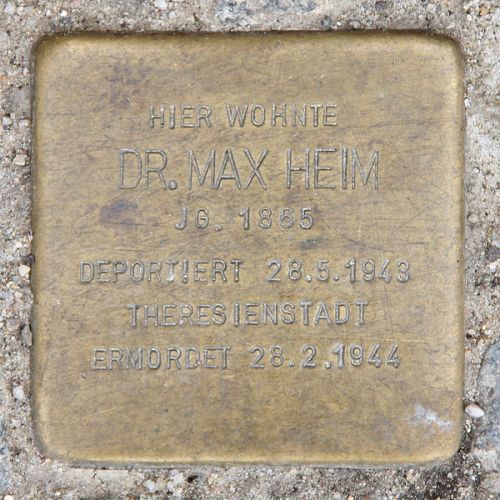 HIER WOHNTE
DR. MAX HEIM
JG. 1865
DEPORTIERT 28.5.1943
THERESIENSTADT
ERMORDET 28.2.1944